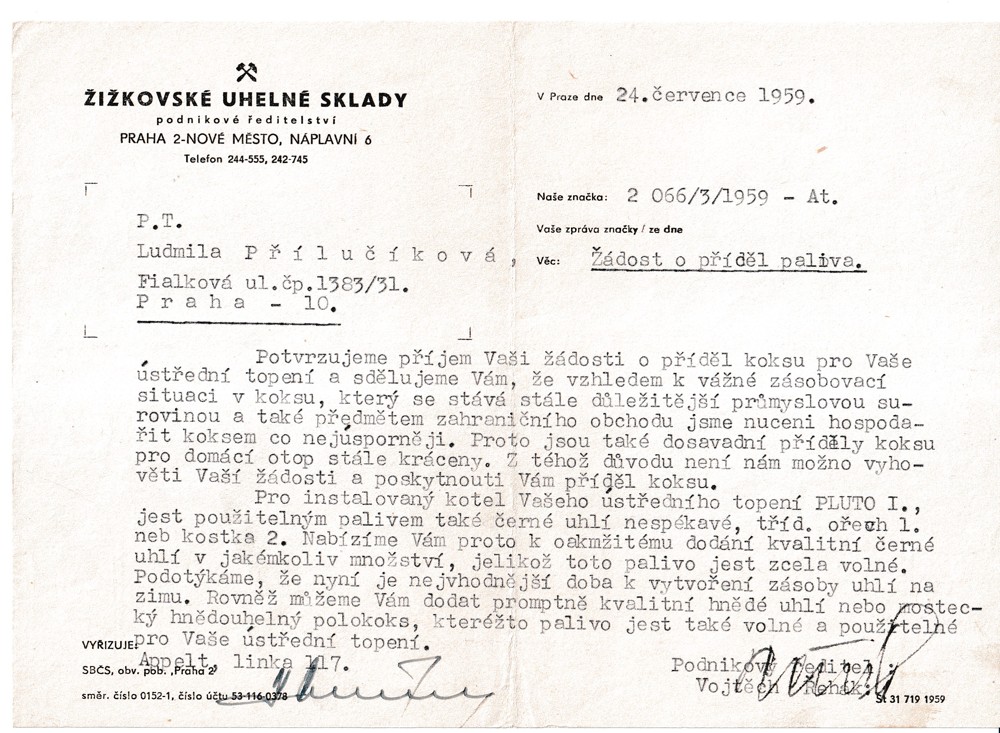 ŽIŽKOVSKÉ UHELNÉ SKLADY
podnikové ředitelství
PRAHA 2-NOVÉ MĚSTO, NÁPLAVNÍ 6
Telefon 244-555, 242-745
V Praze dne 24.července 1959.
Naše značka: 2 066/3/1959 - At.
Vaše zpráva značky / ze dne
Věc: Žádost o příděl paliva.
P.T.
Ludmila Přílučíková,
Fialková ul.čp.1383/31.
Praha - 10.
Potvrzujeme příjem Vaši žádosti o příděl koksu pro Vaše
ústřední topení a sdělujeme Vám, že vzhledem k vážné zásobovací
situaci v koksu, který se stává stále důležitější průmyslovou su-
rovinou a také předmětem zahraničního obchodu jsme nuceni hospoda-
řit koksem co nejúsporněji. Proto jsou také dosavadní příděly koksu
pro domácí otop stále kráceny. Z téhož důvodu není nám možno vyho-
věti Vaší žádosti a poskytnouti Vám příděl koksu.
Pro instalovaný kotel Vašeho ústředního topení PLUTO I.,
jest použitelným palivem také černé uhlí nespékavé, tříd. ořech 1.
neb kostka 2. Nabízíme Vám proto k oakmžitému dodání kvalitní černé
uhlí v jakémkoliv množství, jelikož toto palivo jest zcela volné.
Podotýkáme, že nyní je nejvhodnější doba k vytvoření zásoby uhlí na
zimu. Rovněž můžeme Vám dodat promptně kvalitní hnědé uhlí nebo mostec-
ký hnědouhelný polokoks, kteréžto palivo jest také volné a použitelné
pro Vaše ústřední topení.
VYŘIZUJE:
Appelt, linka 117.
SBČS, obv. pob. „Praha 2"
směr. číslo 0152-1, číslo účtu 53-116-0378
Podnikový ředitel :
Vojtěch Řehák:
St 31 719 1959